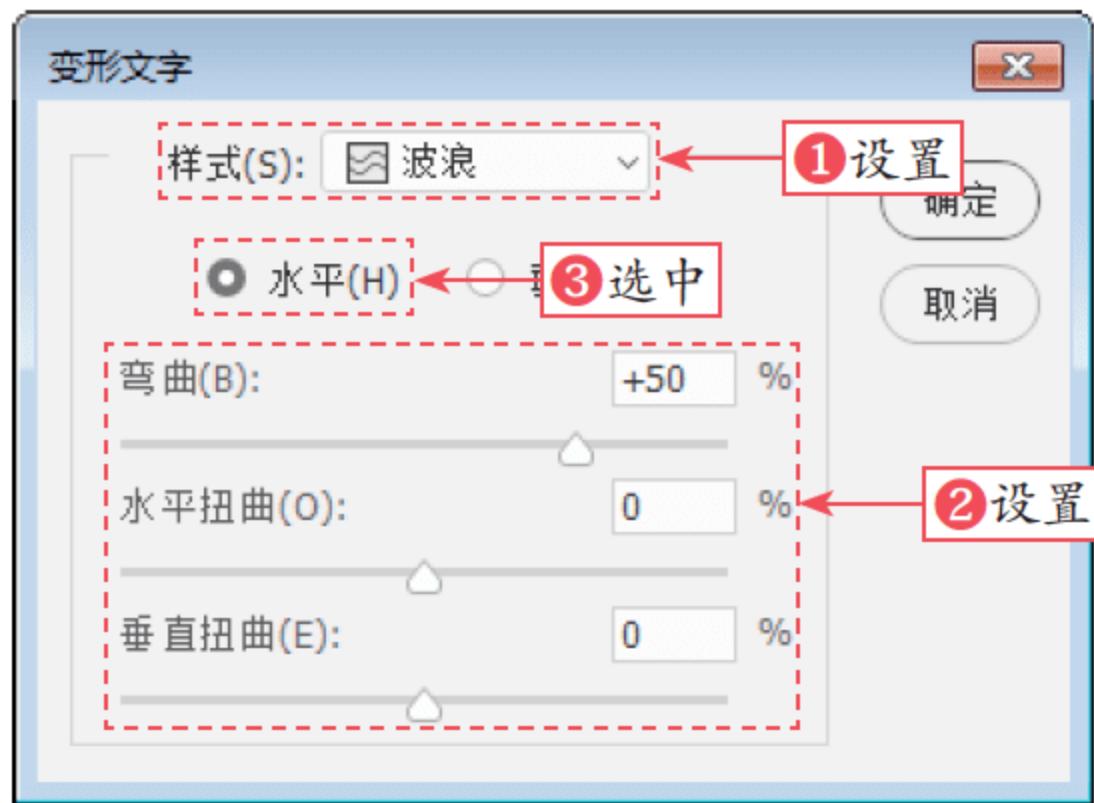 变形文字
样式(S): 波浪 ❶设置
确定
水平(H) ❸选中
取消
弯曲(B): +50 %
水平扭曲(O): 0 % ❷设置
垂直扭曲(E): 0 %